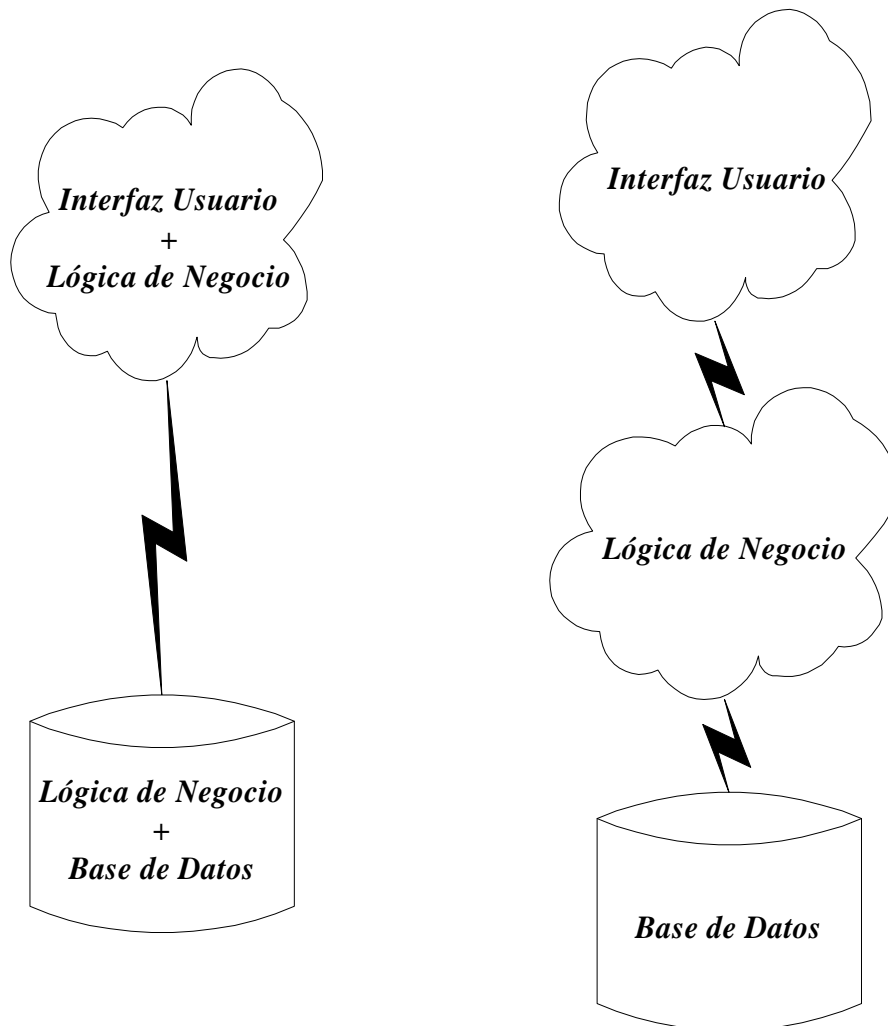 Interfaz Usuario
+
Lógica de Negocio
Lógica de Negocio
+
Base de Datos
Interfaz Usuario
Lógica de Negocio
Base de Datos